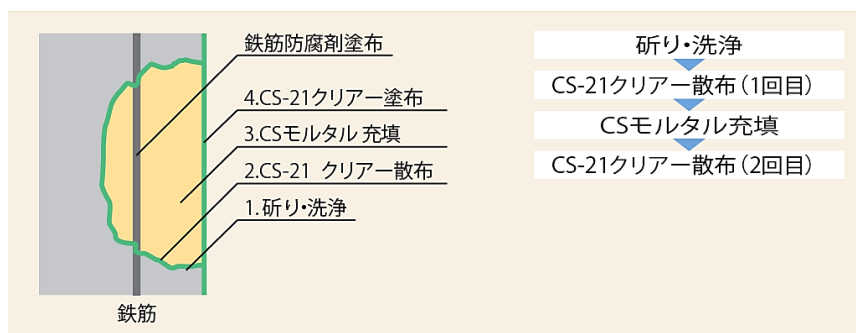 鉄筋防腐剤塗布
4.CS-21クリアー塗布
3.CSモルタル 充填
2.CS-21 クリアー散布
1.斫り・洗浄
鉄筋
斫り・洗浄
CS-21クリアー散布（1回目）
CSモルタル充填
CS-21クリアー散布（2回目）